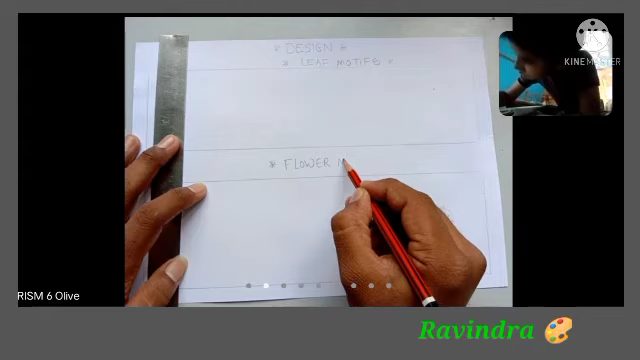 * DESIGN *
* LEAF MOTIFS *
KINEMASTER
* FLOWER M
RISM 6 Olive
Ravindra 🎨